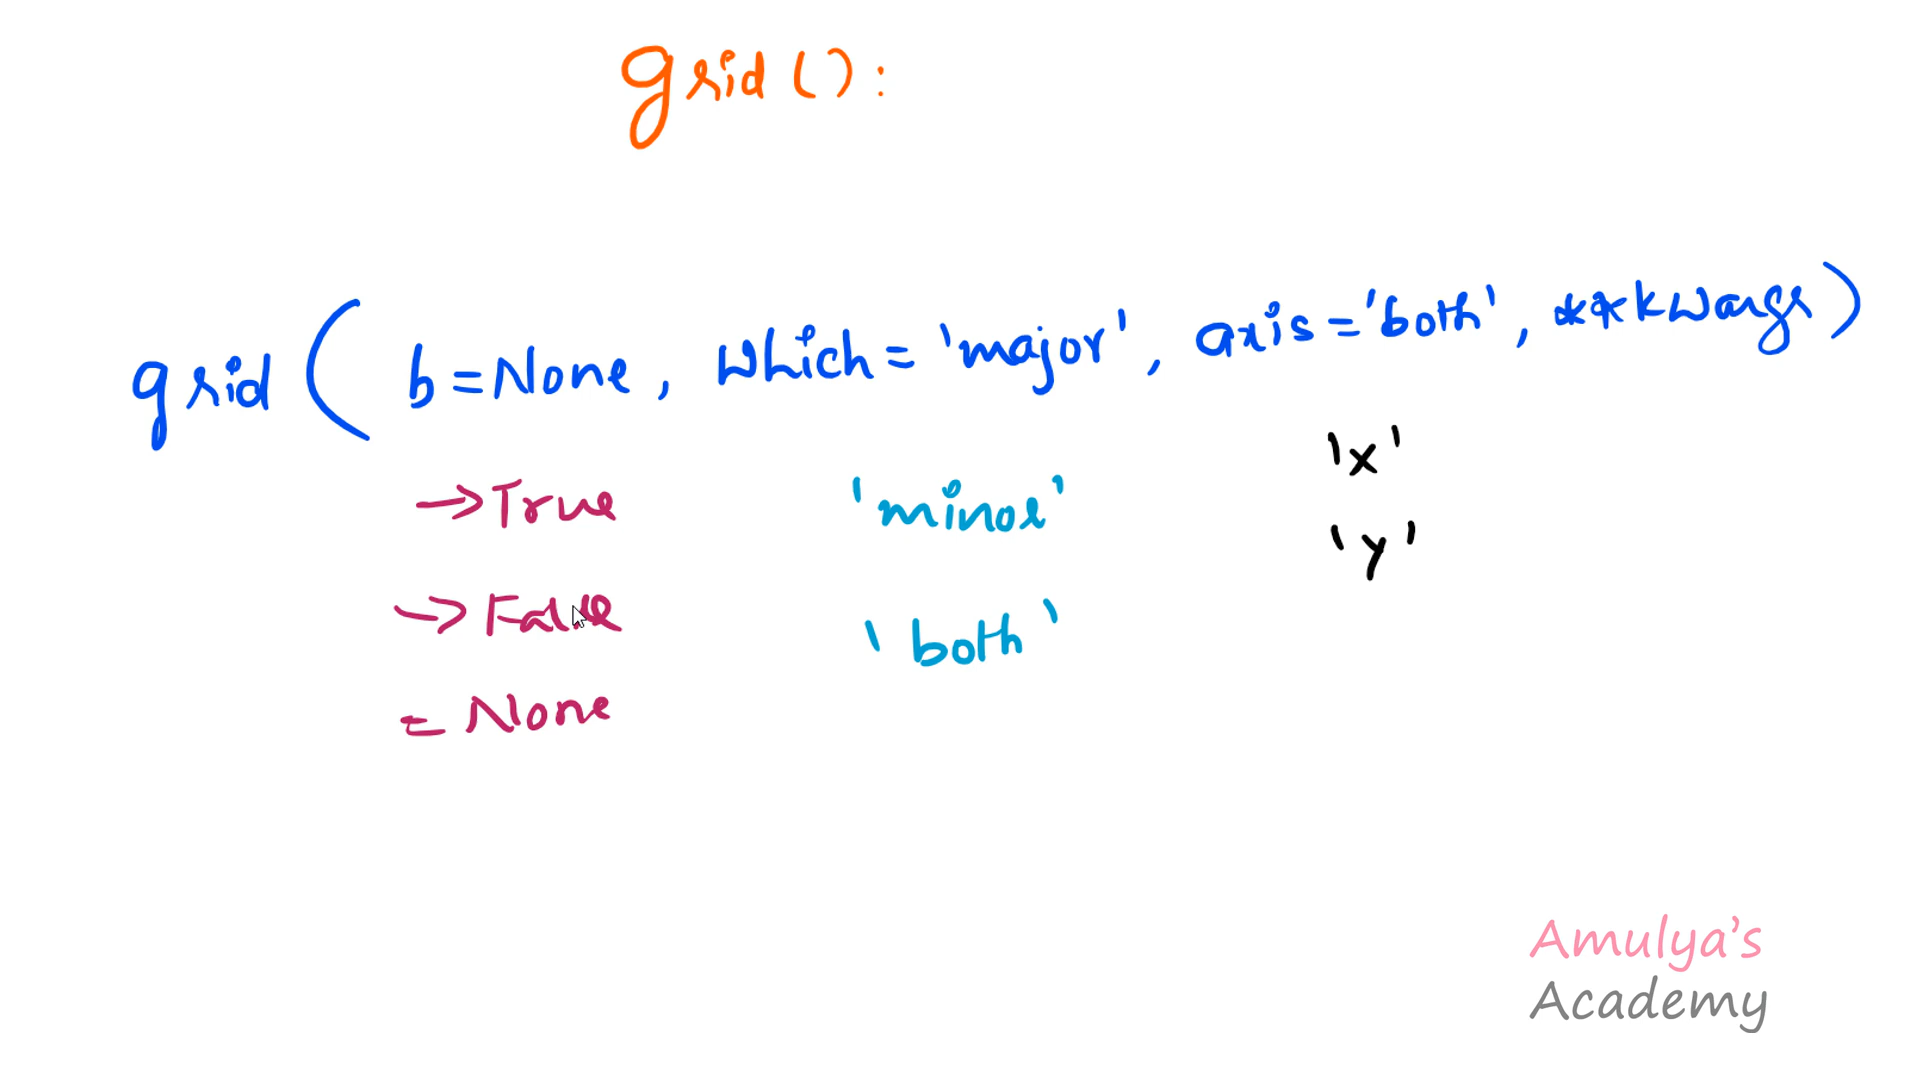 grid():
grid( b=None, which='major', axis='both', **kwargs)
'x'
→True 'minor'
'y'
→False
'both'
= None
Amulya's
Academy